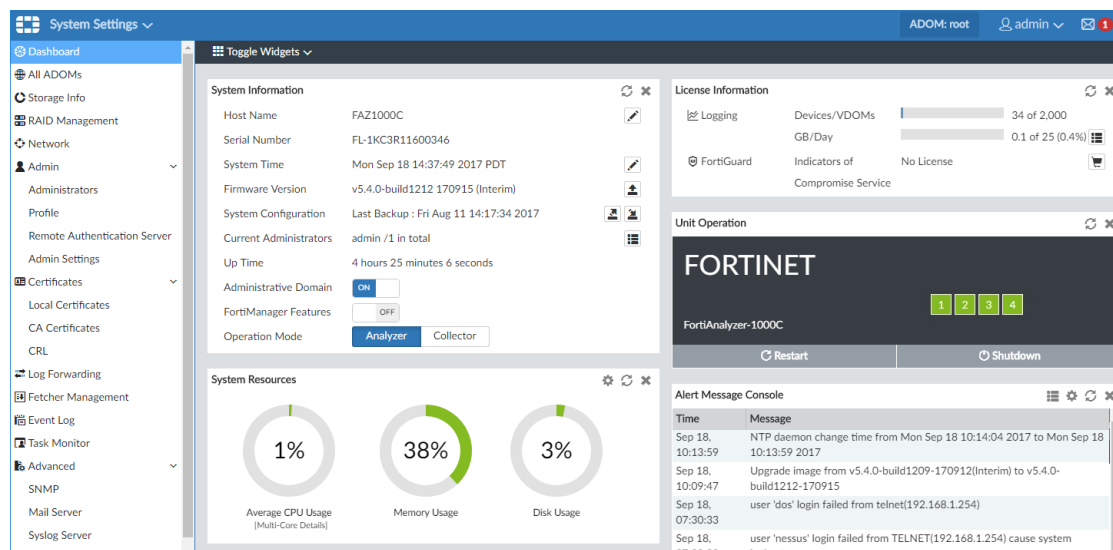 System Settings
ADOM: root
admin
1
Dashboard
All ADOMs
Storage Info
RAID Management
Network
Admin
Administrators
Profile
Remote Authentication Server
Admin Settings
Certificates
Local Certificates
CA Certificates
CRL
Log Forwarding
Fetcher Management
Event Log
Task Monitor
Advanced
SNMP
Mail Server
Syslog Server
Toggle Widgets
System Information
Host Name FAZ1000C
Serial Number FL-1KC3R11600346
System Time Mon Sep 18 14:37:49 2017 PDT
Firmware Version v5.4.0-build1212 170915 (Interim)
System Configuration Last Backup : Fri Aug 11 14:17:34 2017
Current Administrators admin /1 in total
Up Time 4 hours 25 minutes 6 seconds
Administrative Domain ON
FortiManager Features OFF
Operation Mode Analyzer Collector
System Resources
1% 38% 3%
Average CPU Usage Memory Usage Disk Usage
[Multi-Core Details]
License Information
Logging Devices/VDOMs 34 of 2,000
GB/Day 0.1 of 25 (0.4%)
FortiGuard Indicators of No License
Compromise Service
Unit Operation
FORTINET
1 2 3 4
FortiAnalyzer-1000C
Restart Shutdown
Alert Message Console
Time Message
Sep 18, NTP daemon change time from Mon Sep 18 10:14:04 2017 to Mon Sep 18
10:13:59 10:13:59 2017
Sep 18, Upgrade image from v5.4.0-build1209-170912(Interim) to v5.4.0-
10:09:47 build1212-170915
Sep 18, user 'dos' login failed from telnet(192.168.1.254)
07:30:33
Sep 18, user 'nessus' login failed from TELNET(192.168.1.254) cause system